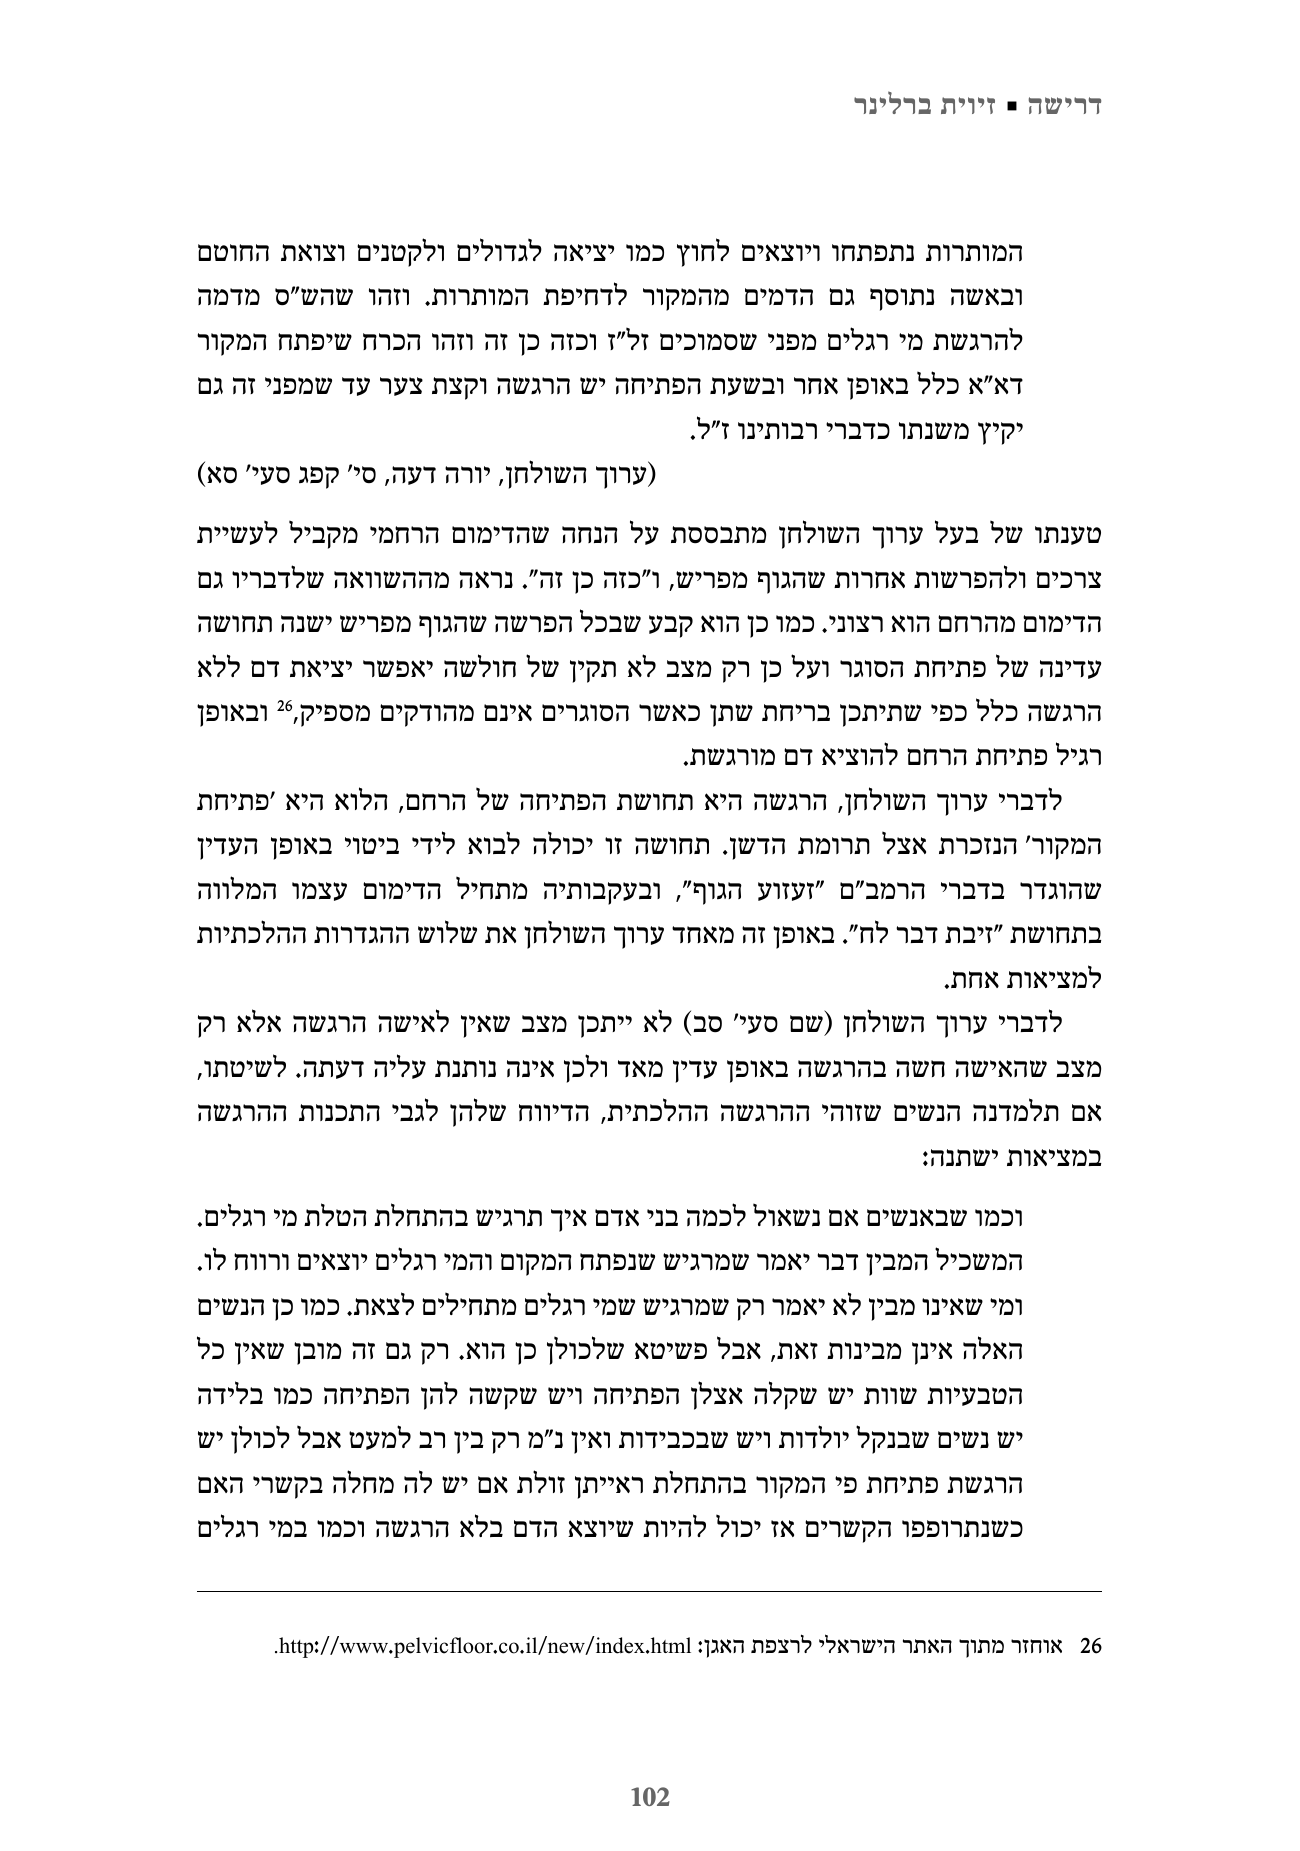 דרישה ▪ זיוית ברלינר
המותרות נתפתחו ויוצאים לחוץ כמו יציאה לגדולים ולקטנים וצואת החוטם
ובאשה נתוסף גם הדמים מהמקור לדחיפת המותרות. וזהו שהש"ס מדמה
להרגשת מי רגלים מפני שסמוכים זל"ז וכזה כן זה וזהו הכרח שיפתח המקור
דא"א כלל באופן אחר ובשעת הפתיחה יש הרגשה וקצת צער עד שמפני זה גם
יקיץ משנתו כדברי רבותינו ז"ל.
(ערוך השולחן, יורה דעה, סי' קפג סעי' סא)
טענתו של בעל ערוך השולחן מתבססת על הנחה שהדימום הרחמי מקביל לעשיית
צרכים ולהפרשות אחרות שהגוף מפריש, ו"כזה כן זה". נראה מההשוואה שלדבריו גם
הדימום מהרחם הוא רצוני. כמו כן הוא קבע שבכל הפרשה שהגוף מפריש ישנה תחושה
עדינה של פתיחת הסוגר ועל כן רק מצב לא תקין של חולשה יאפשר יציאת דם ללא
הרגשה כלל כפי שתיתכן בריחת שתן כאשר הסוגרים אינם מהודקים מספיק,26 ובאופן
רגיל פתיחת הרחם להוציא דם מורגשת.
לדברי ערוך השולחן, הרגשה היא תחושת הפתיחה של הרחם, הלוא היא 'פתיחת
המקור' הנזכרת אצל תרומת הדשן. תחושה זו יכולה לבוא לידי ביטוי באופן העדין
שהוגדר בדברי הרמב"ם "זעזוע הגוף", ובעקבותיה מתחיל הדימום עצמו המלווה
בתחושת "זיבת דבר לח". באופן זה מאחד ערוך השולחן את שלוש ההגדרות ההלכתיות
למציאות אחת.
לדברי ערוך השולחן (שם סעי' סב) לא ייתכן מצב שאין לאישה הרגשה אלא רק
מצב שהאישה חשה בהרגשה באופן עדין מאד ולכן אינה נותנת עליה דעתה. לשיטתו,
אם תלמדנה הנשים שזוהי ההרגשה ההלכתית, הדיווח שלהן לגבי התכנות ההרגשה
במציאות ישתנה:
וכמו שבאנשים אם נשאול לכמה בני אדם איך תרגיש בהתחלת הטלת מי רגלים.
המשכיל המבין דבר יאמר שמרגיש שנפתח המקום והמי רגלים יוצאים ורווח לו.
ומי שאינו מבין לא יאמר רק שמרגיש שמי רגלים מתחילים לצאת. כמו כן הנשים
האלה אינן מבינות זאת, אבל פשיטא שלכולן כן הוא. רק גם זה מובן שאין כל
הטבעיות שוות יש שקלה אצלן הפתיחה ויש שקשה להן הפתיחה כמו בלידה
יש נשים שבנקל יולדות ויש שבכבידות ואין נ"מ רק בין רב למעט אבל לכולן יש
הרגשת פתיחת פי המקור בהתחלת ראייתן זולת אם יש לה מחלה בקשרי האם
כשנתרופפו הקשרים אז יכול להיות שיוצא הדם בלא הרגשה וכמו במי רגלים
26 אוחזר מתוך האתר הישראלי לרצפת האגן: http://www.pelvicfloor.co.il/new/index.html.
102